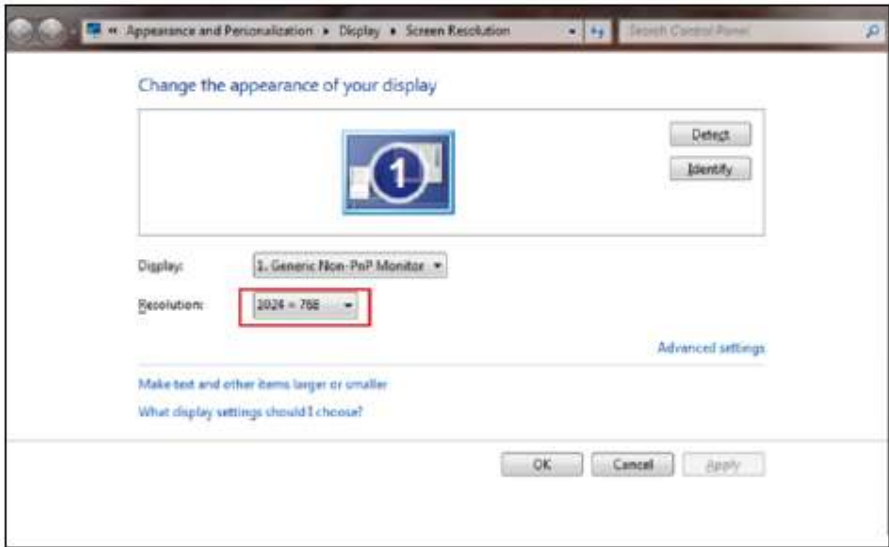 « Appearance and Personalization ▸ Display ▸ Screen Resolution Search Control Panel
Change the appearance of your display
1
Detect
Identify
Display: 1. Generic Non-PnP Monitor
Resolution: 1024 × 768
Advanced settings
Make text and other items larger or smaller
What display settings should I choose?
OK Cancel Apply